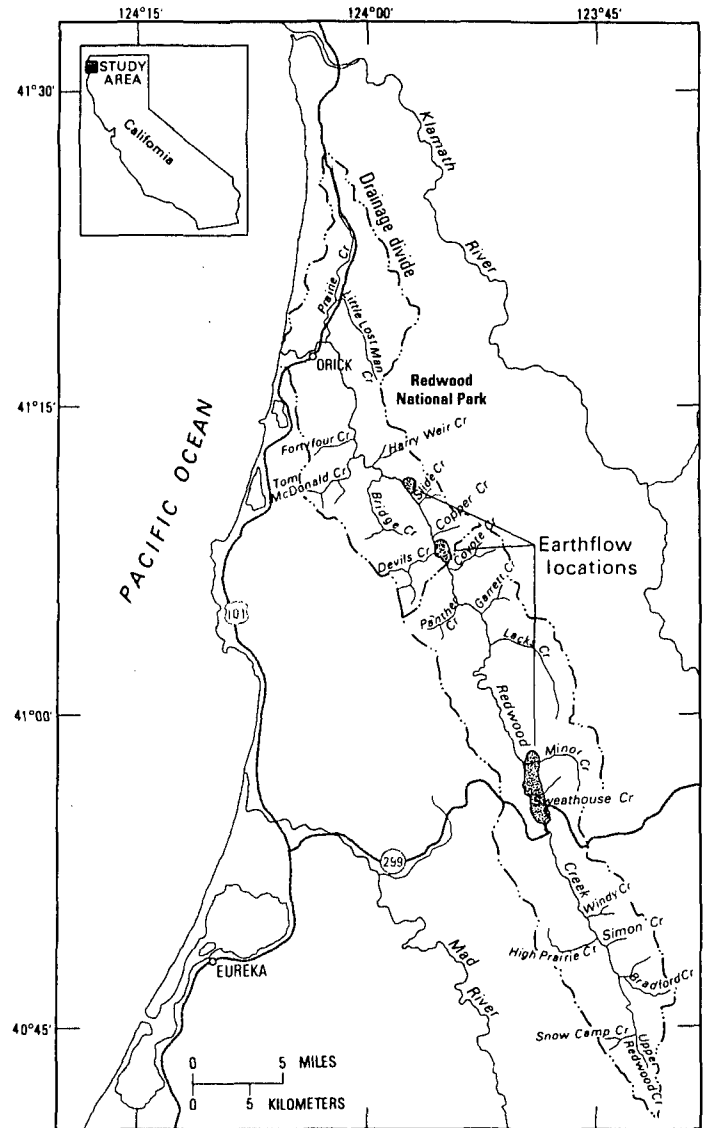 124°15'
124°00'
123°45'
41°30'
STUDY
AREA
California
Klamath
River
Drainage divide
Prairie Cr
Little Lost Man
Cr
ORICK
Redwood
National Park
41°15'
PACIFIC OCEAN
Fortyfour Cr
Harry Weir Cr
Tom
McDonald Cr
Slide Cr
Bridge Cr
Copper Cr
Coyote Cr
Devils Cr
Earthflow
locations
Garrett Cr
Panther
Cr
101
Lacks Cr
41°00'
Redwood
Minor
Cr
Sweathouse Cr
299
Creek
Windy Cr
Simon Cr
High Prairie Cr
Bradford Cr
Mad
River
EUREKA
40°45'
Snow Camp Cr
Upper
Redwood Cr
0 5 MILES
0 5 KILOMETERS